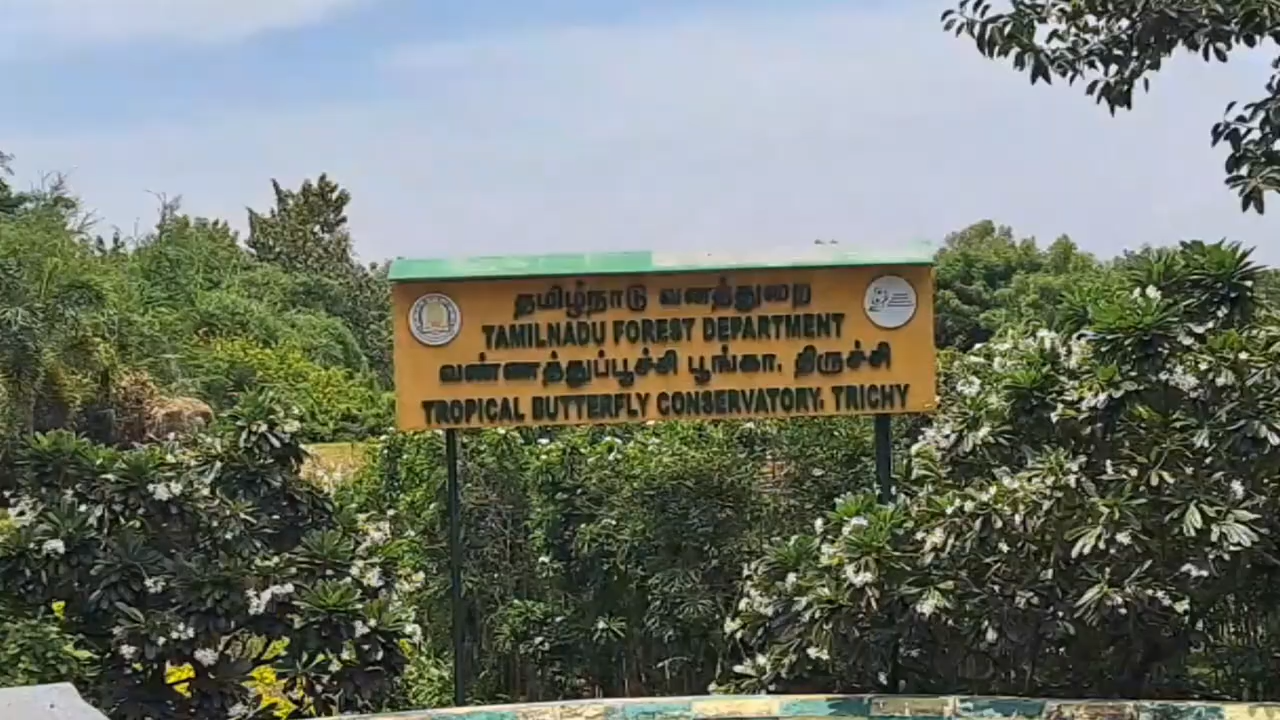 தமிழ்நாடு வனத்துறை
TAMILNADU FOREST DEPARTMENT
வண்ணத்துப்பூச்சி பூங்கா, திருச்சி
TROPICAL BUTTERFLY CONSERVATORY, TRICHY